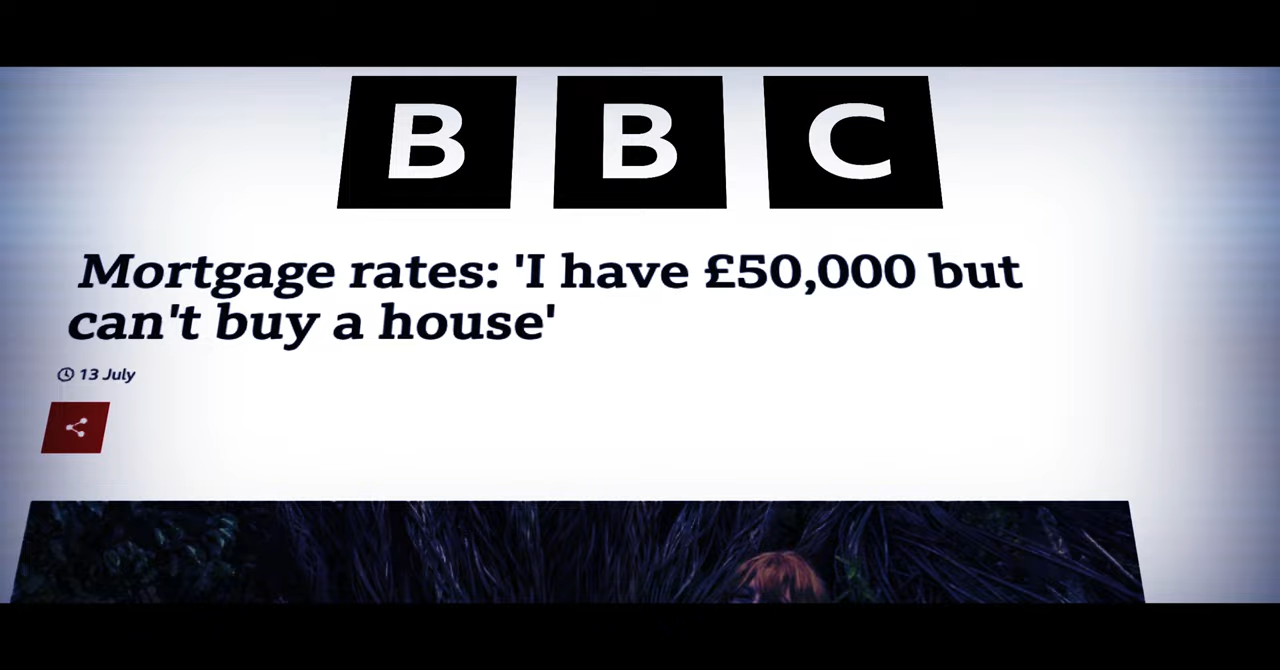 BBC
Mortgage rates: 'I have £50,000 but
can't buy a house'
13 July